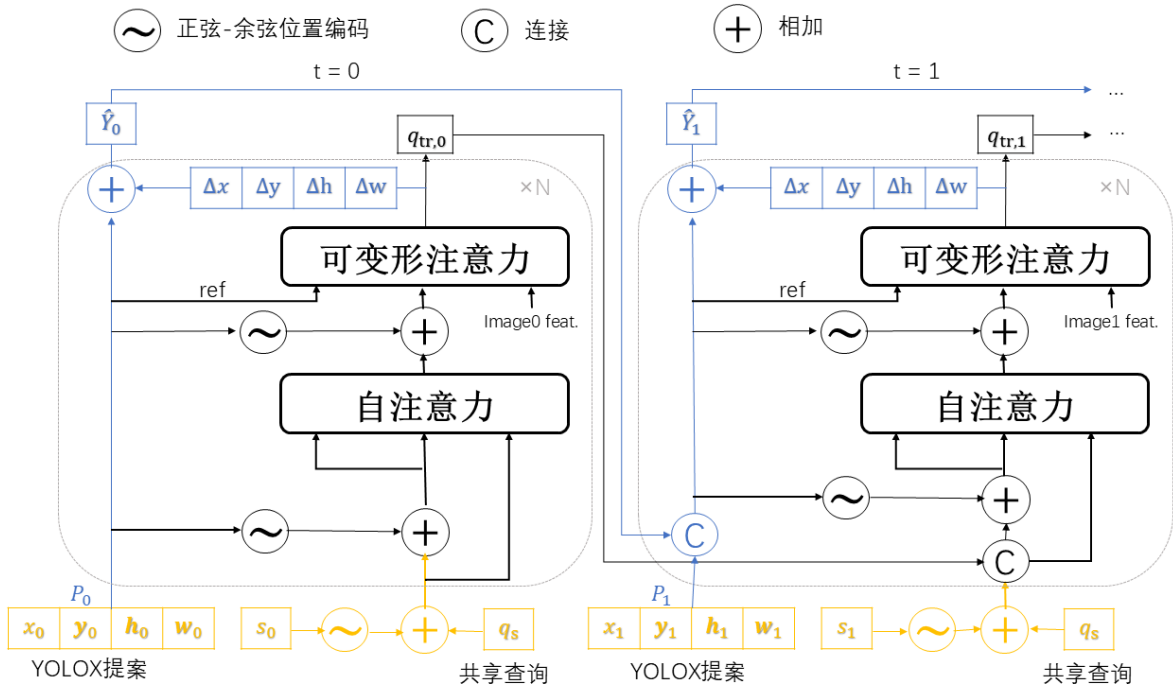 ~ 正弦-余弦位置编码 C 连接 + 相加
t = 0
t = 1
Ŷ₀ q_tr,0 Ŷ₁ ... q_tr,1 ...
+ Δx Δy Δh Δw ×N
+ Δx Δy Δh Δw ×N
可变形注意力
可变形注意力
ref
ref
Image0 feat.
Image1 feat.
~ +
~ +
自注意力
自注意力
~ +
~ +
C
C
P₀
P₁
x₀ y₀ h₀ w₀ s₀ ~ + q_s
x₁ y₁ h₁ w₁ s₁ ~ + q_s
YOLOX提案 共享查询
YOLOX提案 共享查询